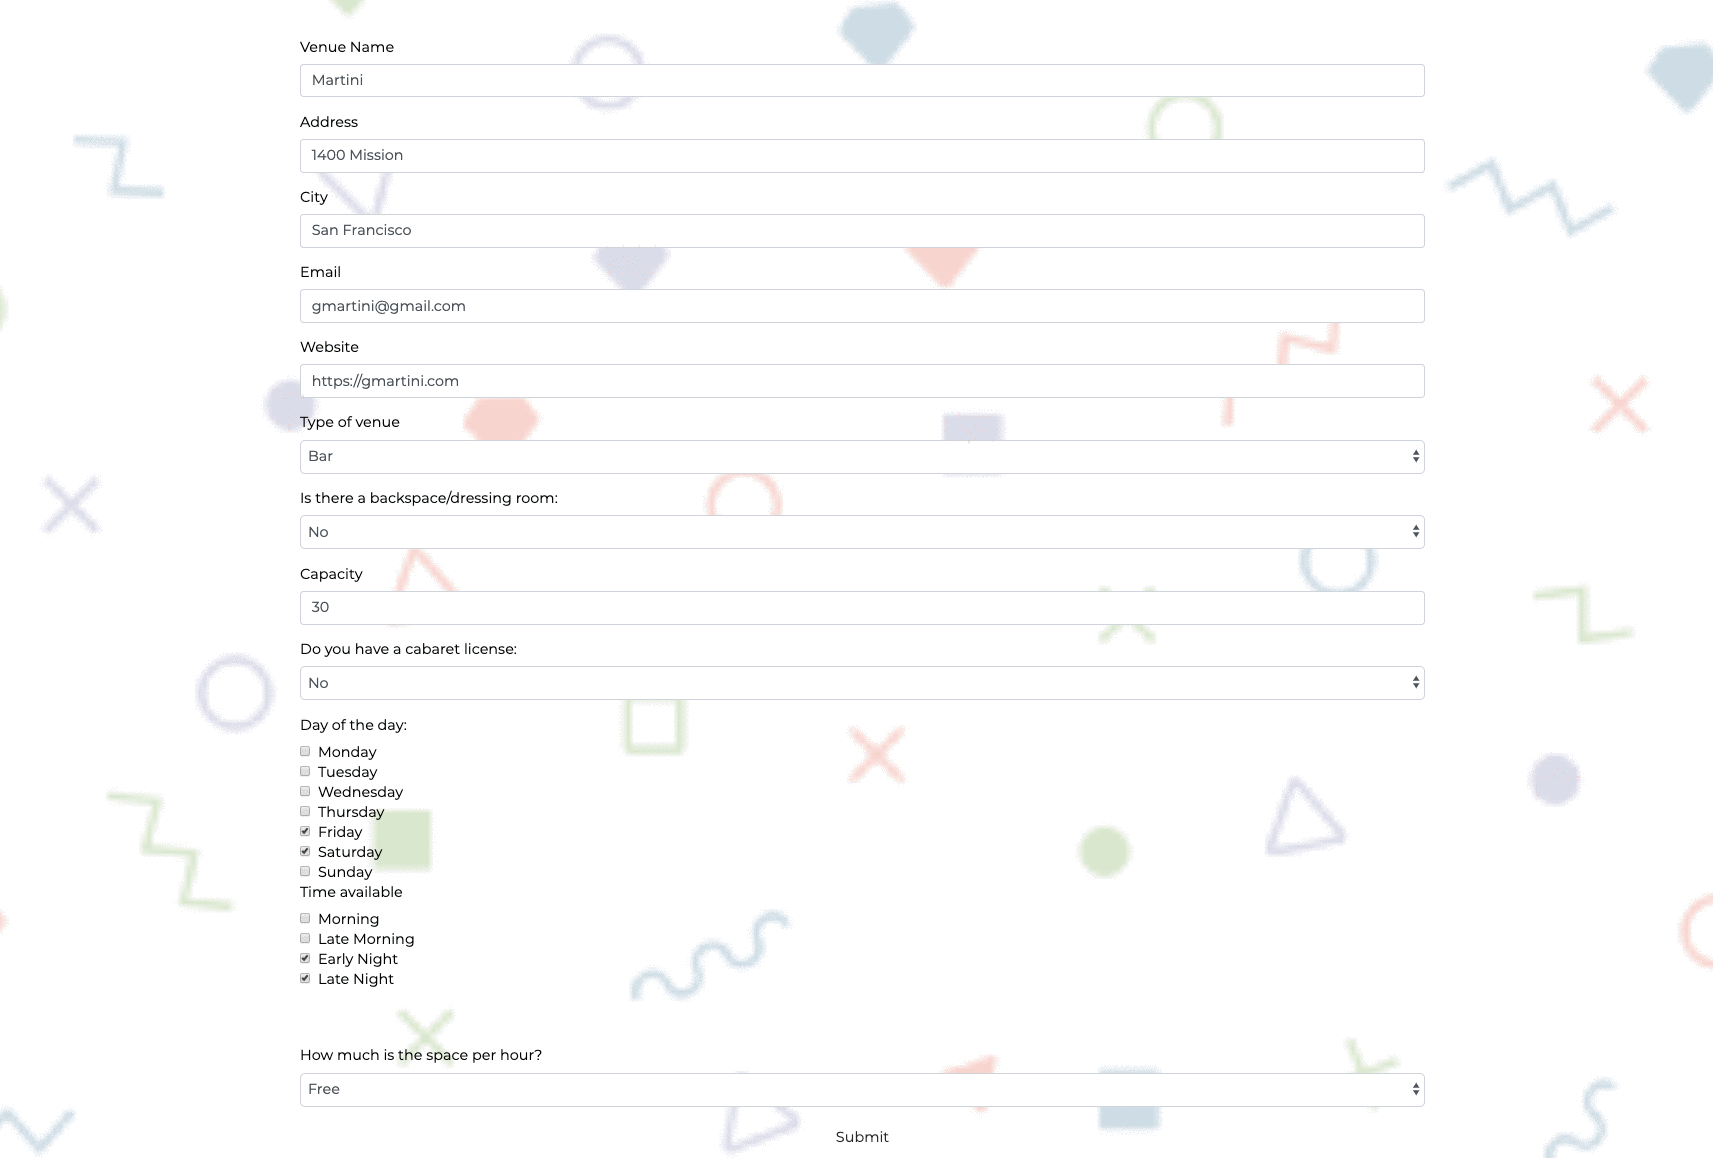 Venue Name
Martini
Address
1400 Mission
City
San Francisco
Email
gmartini@gmail.com
Website
https://gmartini.com
Type of venue
Bar
Is there a backspace/dressing room:
No
Capacity
30
Do you have a cabaret license:
No
Day of the day:
Monday
Tuesday
Wednesday
Thursday
Friday
Saturday
Sunday
Time available
Morning
Late Morning
Early Night
Late Night
How much is the space per hour?
Free
Submit